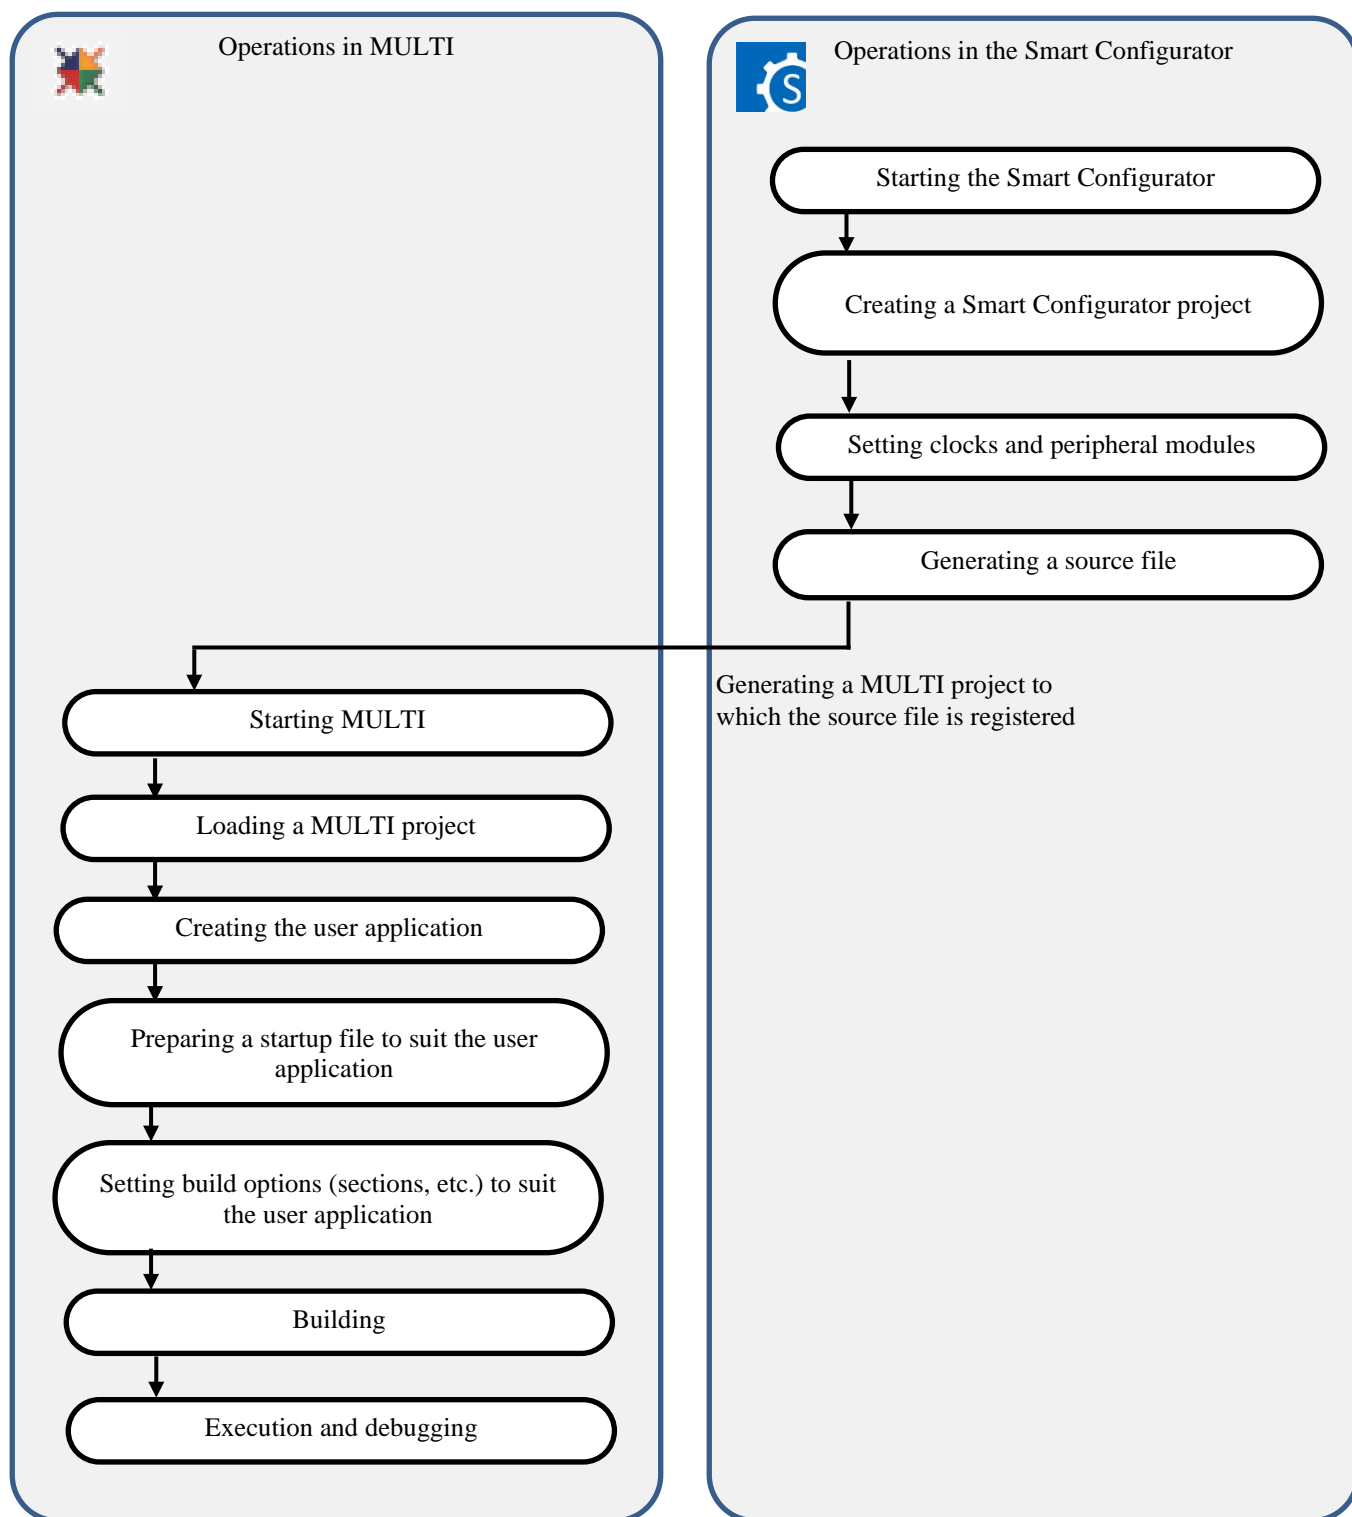 Operations in MULTI
Operations in the Smart Configurator
S
Starting the Smart Configurator
Creating a Smart Configurator project
Setting clocks and peripheral modules
Generating a source file
Generating a MULTI project to
which the source file is registered
Starting MULTI
Loading a MULTI project
Creating the user application
Preparing a startup file to suit the user
application
Setting build options (sections, etc.) to suit
the user application
Building
Execution and debugging